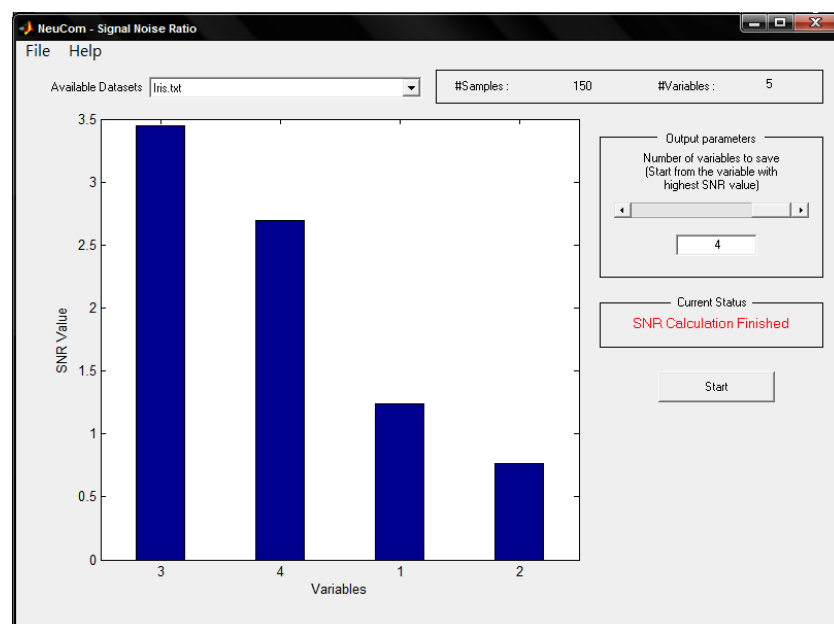 NeuCom - Signal Noise Ratio
File Help
Available Datasets Iris.txt
#Samples : 150 #Variables : 5
3.5
3
2.5
2
1.5
1
0.5
0
SNR Value
3 4 1 2
Variables
Output parameters
Number of variables to save
(Start from the variable with
highest SNR value)
4
Current Status
SNR Calculation Finished
Start